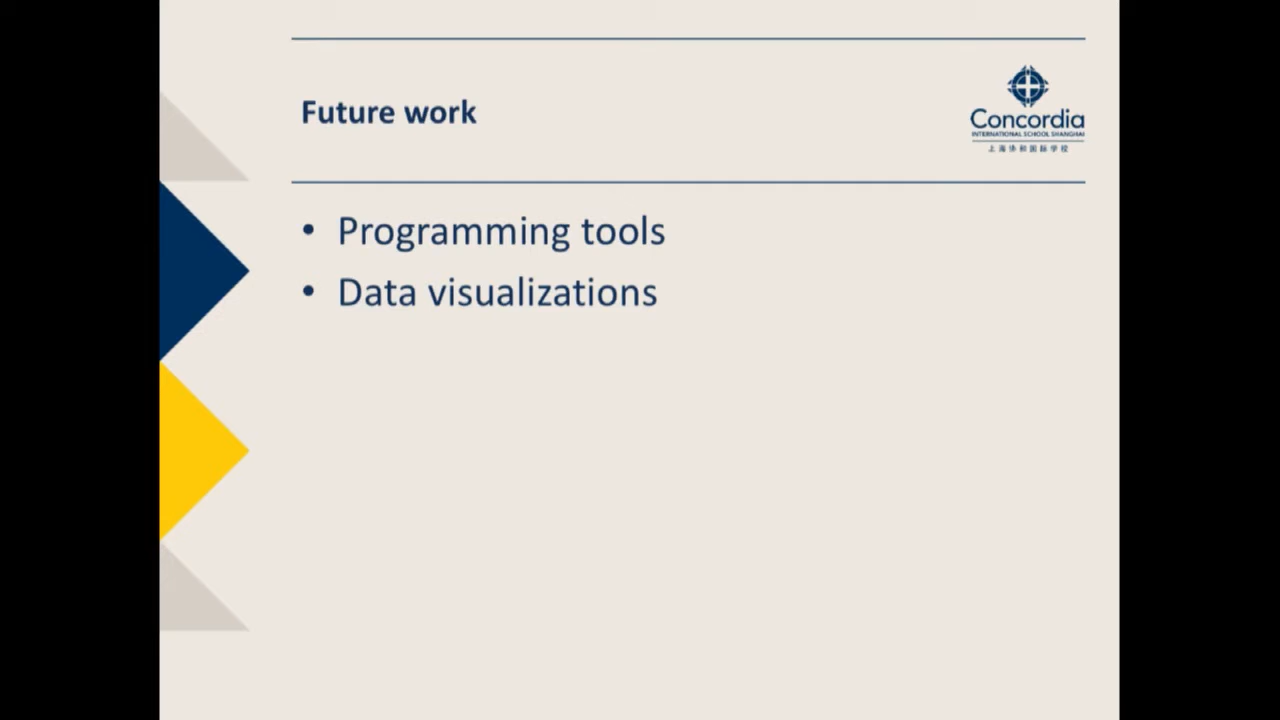 Future work
Concordia
INTERNATIONAL SCHOOL SHANGHAI
上海协和国际学校
• Programming tools
• Data visualizations